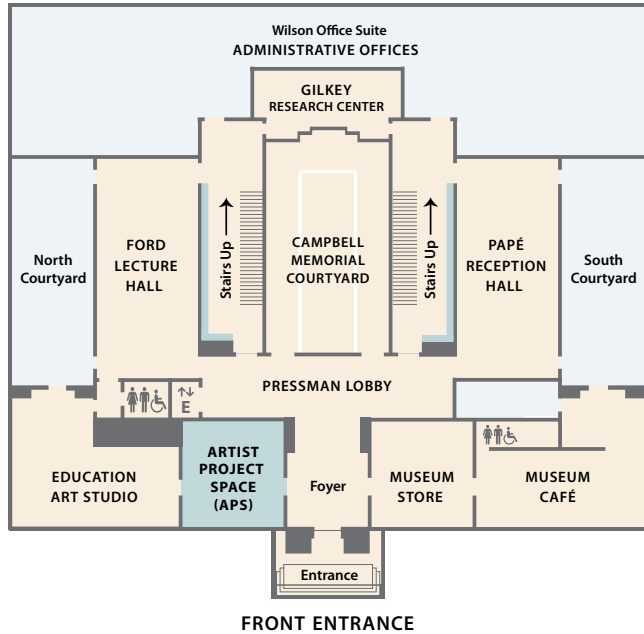 Wilson Office Suite
ADMINISTRATIVE OFFICES
GILKEY
RESEARCH CENTER
North
Courtyard
FORD
LECTURE
HALL
Stairs Up
CAMPBELL
MEMORIAL
COURTYARD
Stairs Up
PAPÉ
RECEPTION
HALL
South
Courtyard
PRESSMAN LOBBY
E
EDUCATION
ART STUDIO
ARTIST
PROJECT
SPACE
(APS)
Foyer
MUSEUM
STORE
MUSEUM
CAFÉ
Entrance
FRONT ENTRANCE